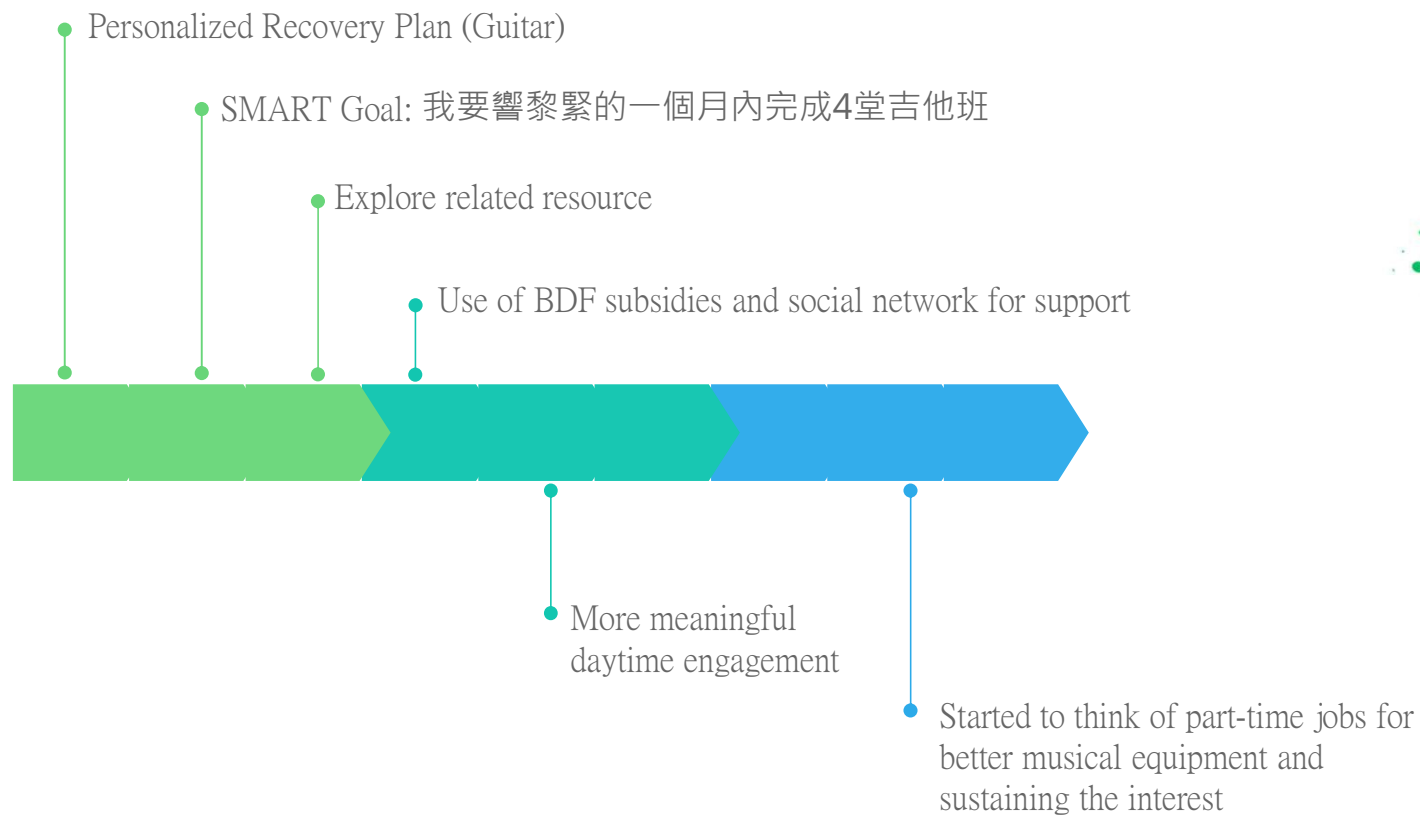 Personalized Recovery Plan (Guitar)
SMART Goal: 我要響黎緊的一個月內完成4堂吉他班
Explore related resource
Use of BDF subsidies and social network for support
More meaningful
daytime engagement
Started to think of part-time jobs for
better musical equipment and
sustaining the interest